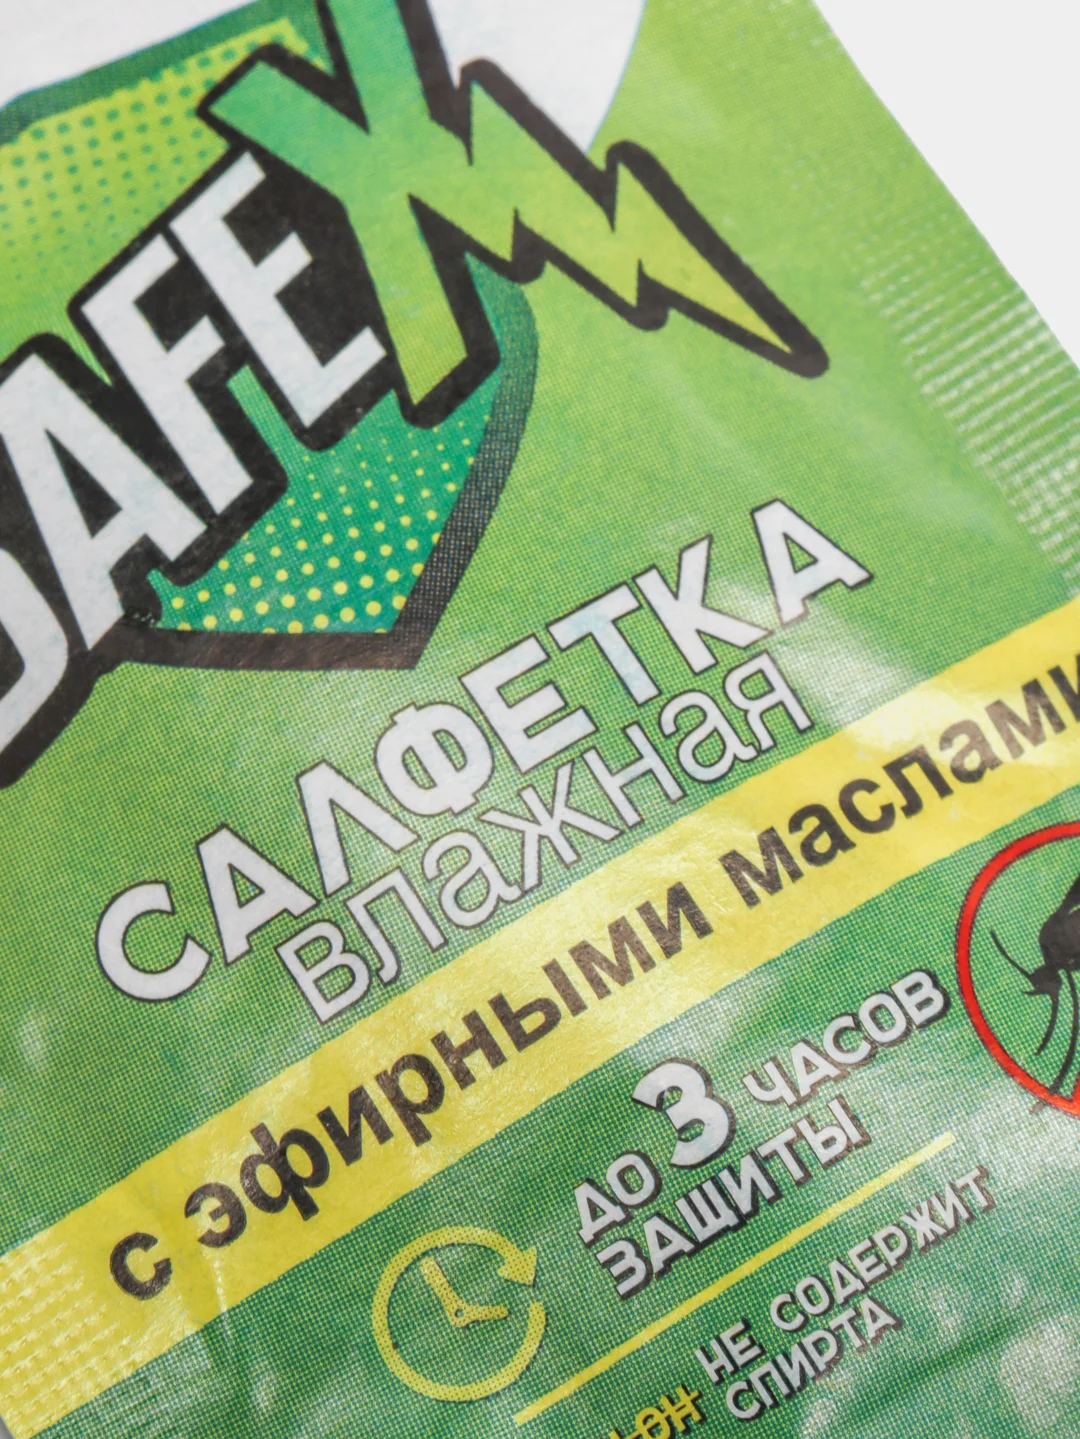 SAFEX
САЛФЕТКА
влажная
с эфирными маслами
ДО 3 ЧАСОВ
ЗАЩИТЫ
НЕ СОДЕРЖИТ
СПИРТА